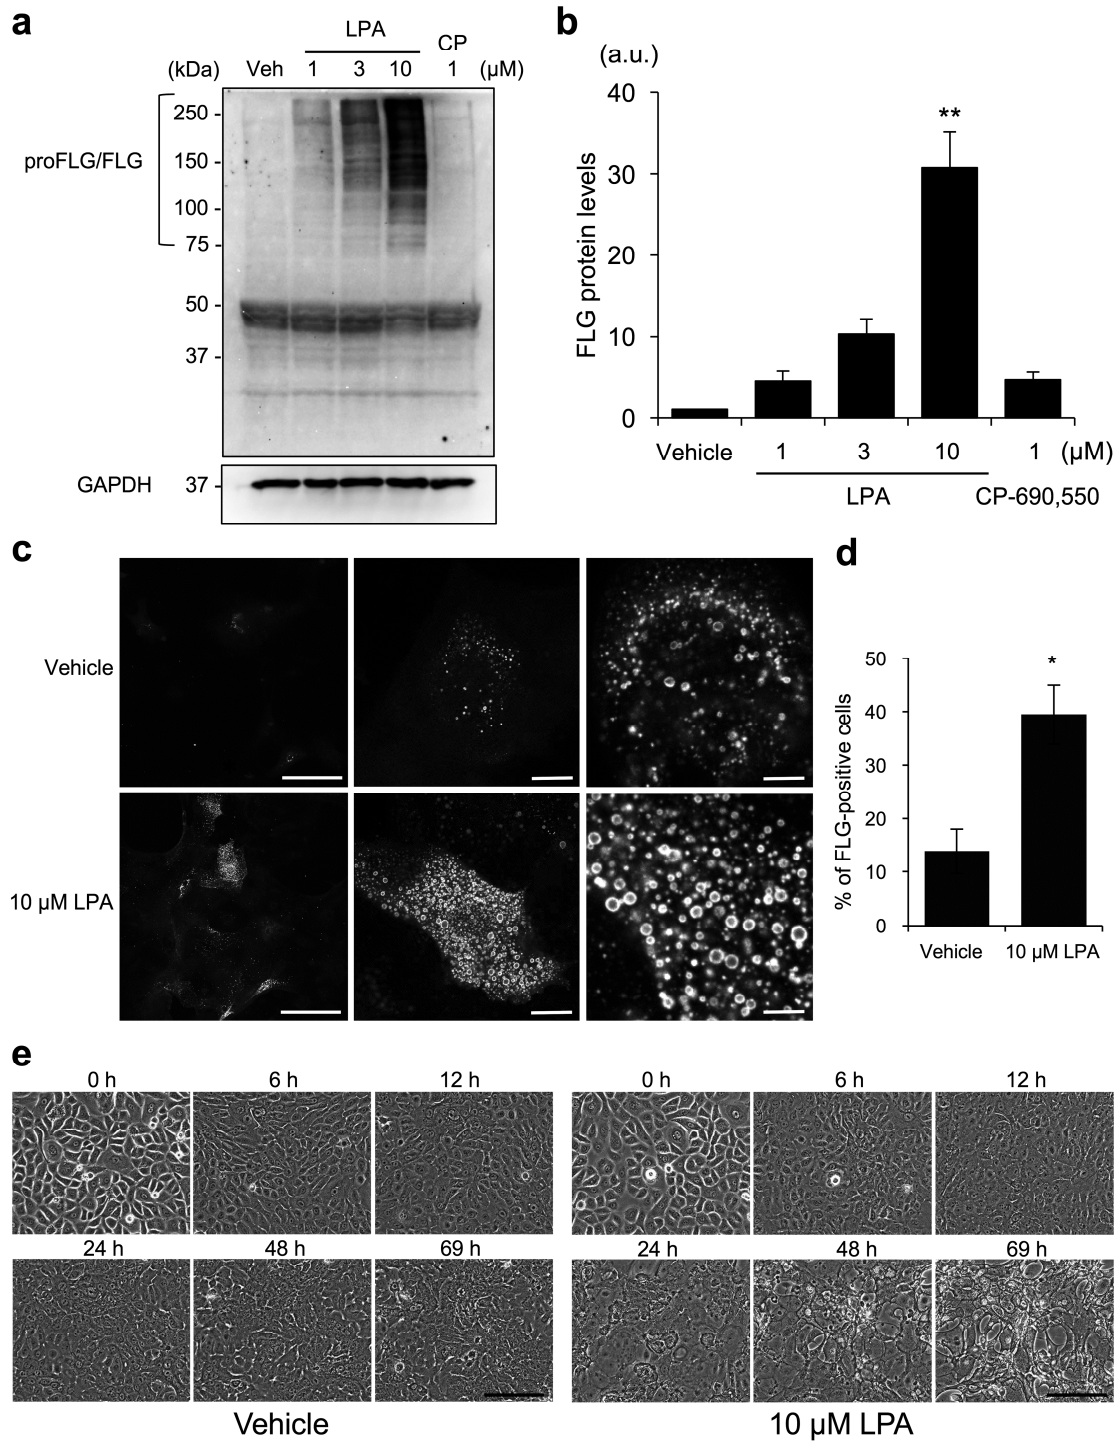 a
LPA
CP
(kDa) Veh 1 3 10 1 (µM)
250
proFLG/FLG 150
100
75
50
37
GAPDH 37
b
(a.u.)
FLG protein levels
40
30
20
10
0
Vehicle 1 3 10 1 (µM)
LPA CP-690,550
**
c
Vehicle
10 µM LPA
d
% of FLG-positive cells
50
40
30
20
10
0
*
Vehicle 10 µM LPA
e
0 h 6 h 12 h
24 h 48 h 69 h
Vehicle
0 h 6 h 12 h
24 h 48 h 69 h
10 µM LPA